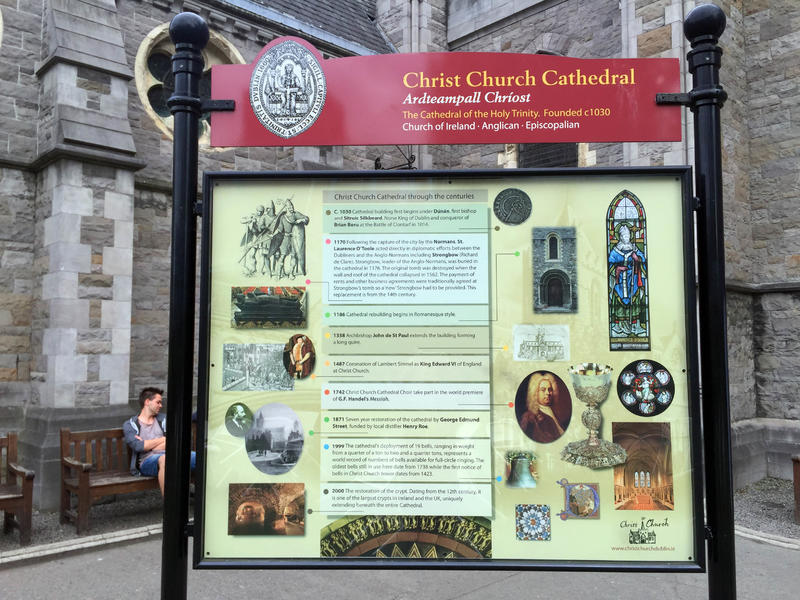 Christ Church Cathedral
Ardteampall Chríost
The Cathedral of the Holy Trinity. Founded c1030
Church of Ireland · Anglican · Episcopalian
Christ Church Cathedral through the centuries
C.1030 Cathedral building first begins under Dúnán, first bishop
and Sitruic Silkbeard, Norse King of Dublin and conqueror of
Brian Boru at the Battle of Clontarf in 1014.
1170 Following the capture of the city by the Normans, St.
Laurence O'Toole acted directly in diplomatic efforts between the
Dubliners and the Anglo-Normans including Strongbow (Richard
de Clare). Strongbow, leader of the Anglo-Normans, was buried in
the cathedral in 1176. The original tomb was destroyed when the
wall and roof of the cathedral collapsed in 1562. The payment of
rents and other business agreements were traditionally agreed at
Strongbow's tomb so a 'new' Strongbow had to be provided. This
replacement is from the 14th century.
1186 Cathedral rebuilding begins in Romanesque style.
1358 Archbishop John de St Paul extends the building forming
a long quire.
1487 Coronation of Lambert Simnel as King Edward VI of England
at Christ Church.
1742 Christ Church Cathedral Choir take part in the world premiere
of G.F. Handel's Messiah.
1871 Seven year restoration of the cathedral by George Edmund
Street, funded by local distiller Henry Roe.
1999 The cathedral's deployment of 19 bells, ranging in weight
from a quarter of a ton to two and a quarter tons, represents a
world record of numbers of bells available for full-circle ringing. The
oldest bells still in use here date from 1738 while the first notice of
bells in Christ Church tower dates from 1423.
2000 The restoration of the crypt. Dating from the 12th century, it
is one of the largest crypts in Ireland and the UK, uniquely
extending beneath the entire Cathedral.
Christ Church
www.christchurchdublin.ie